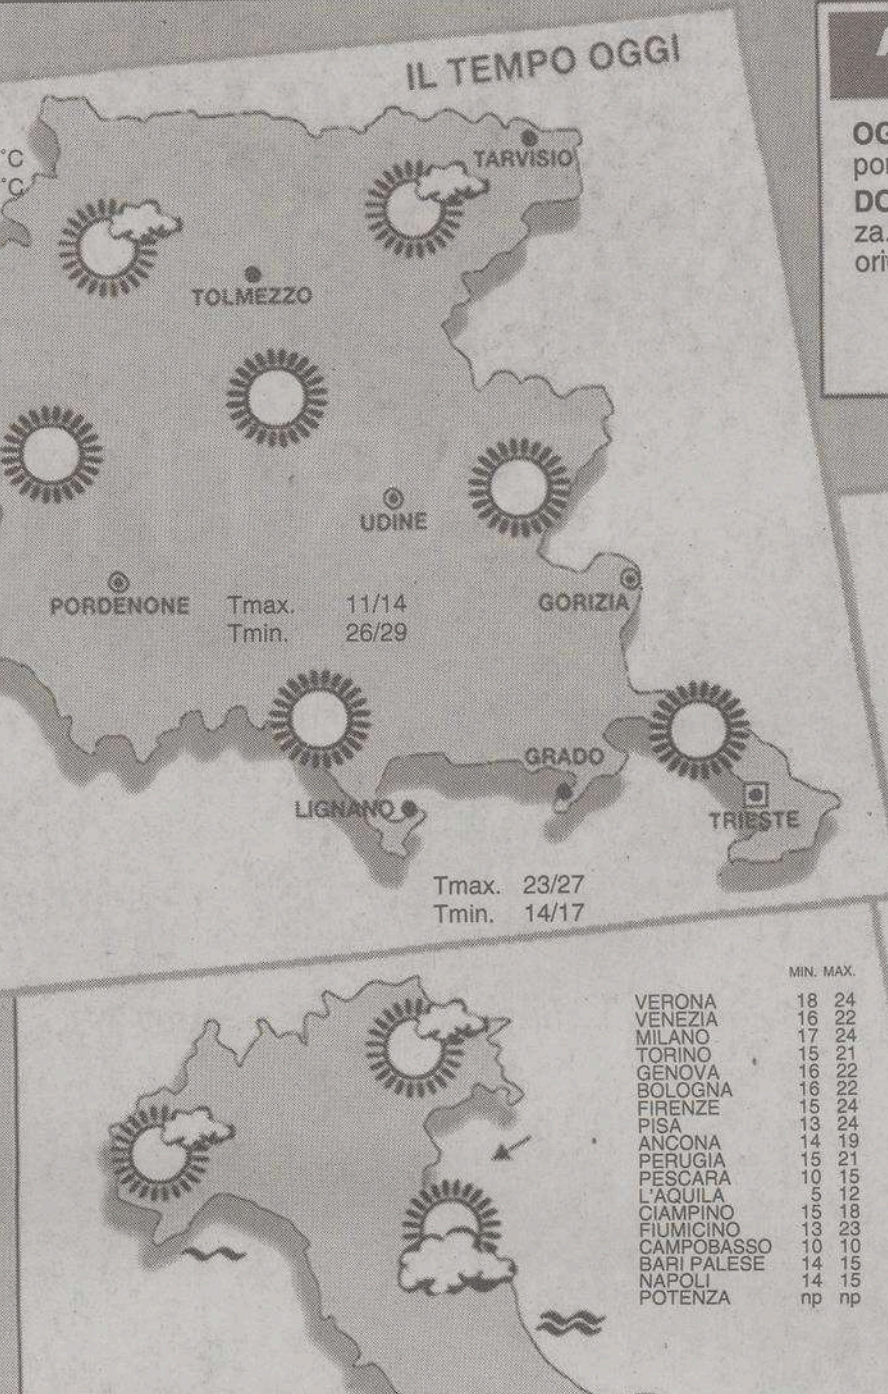 IL TEMPO OGGI
°C
°C
TARVISIO
TOLMEZZO
UDINE
PORDENONE
Tmax. 11/14
Tmin. 26/29
GORIZIA
GRADO
LIGNANO
TRIESTE
Tmax. 23/27
Tmin. 14/17
MIN. MAX.
VERONA 18 24
VENEZIA 16 22
MILANO 17 24
TORINO 15 21
GENOVA 16 22
BOLOGNA 16 22
FIRENZE 15 24
PISA 13 24
ANCONA 14 19
PERUGIA 15 21
PESCARA 10 15
L'AQUILA 5 12
CIAMPINO 15 18
FIUMICINO 13 23
CAMPOBASSO 10 10
BARI PALESE 14 15
NAPOLI 14 15
POTENZA np np
za.